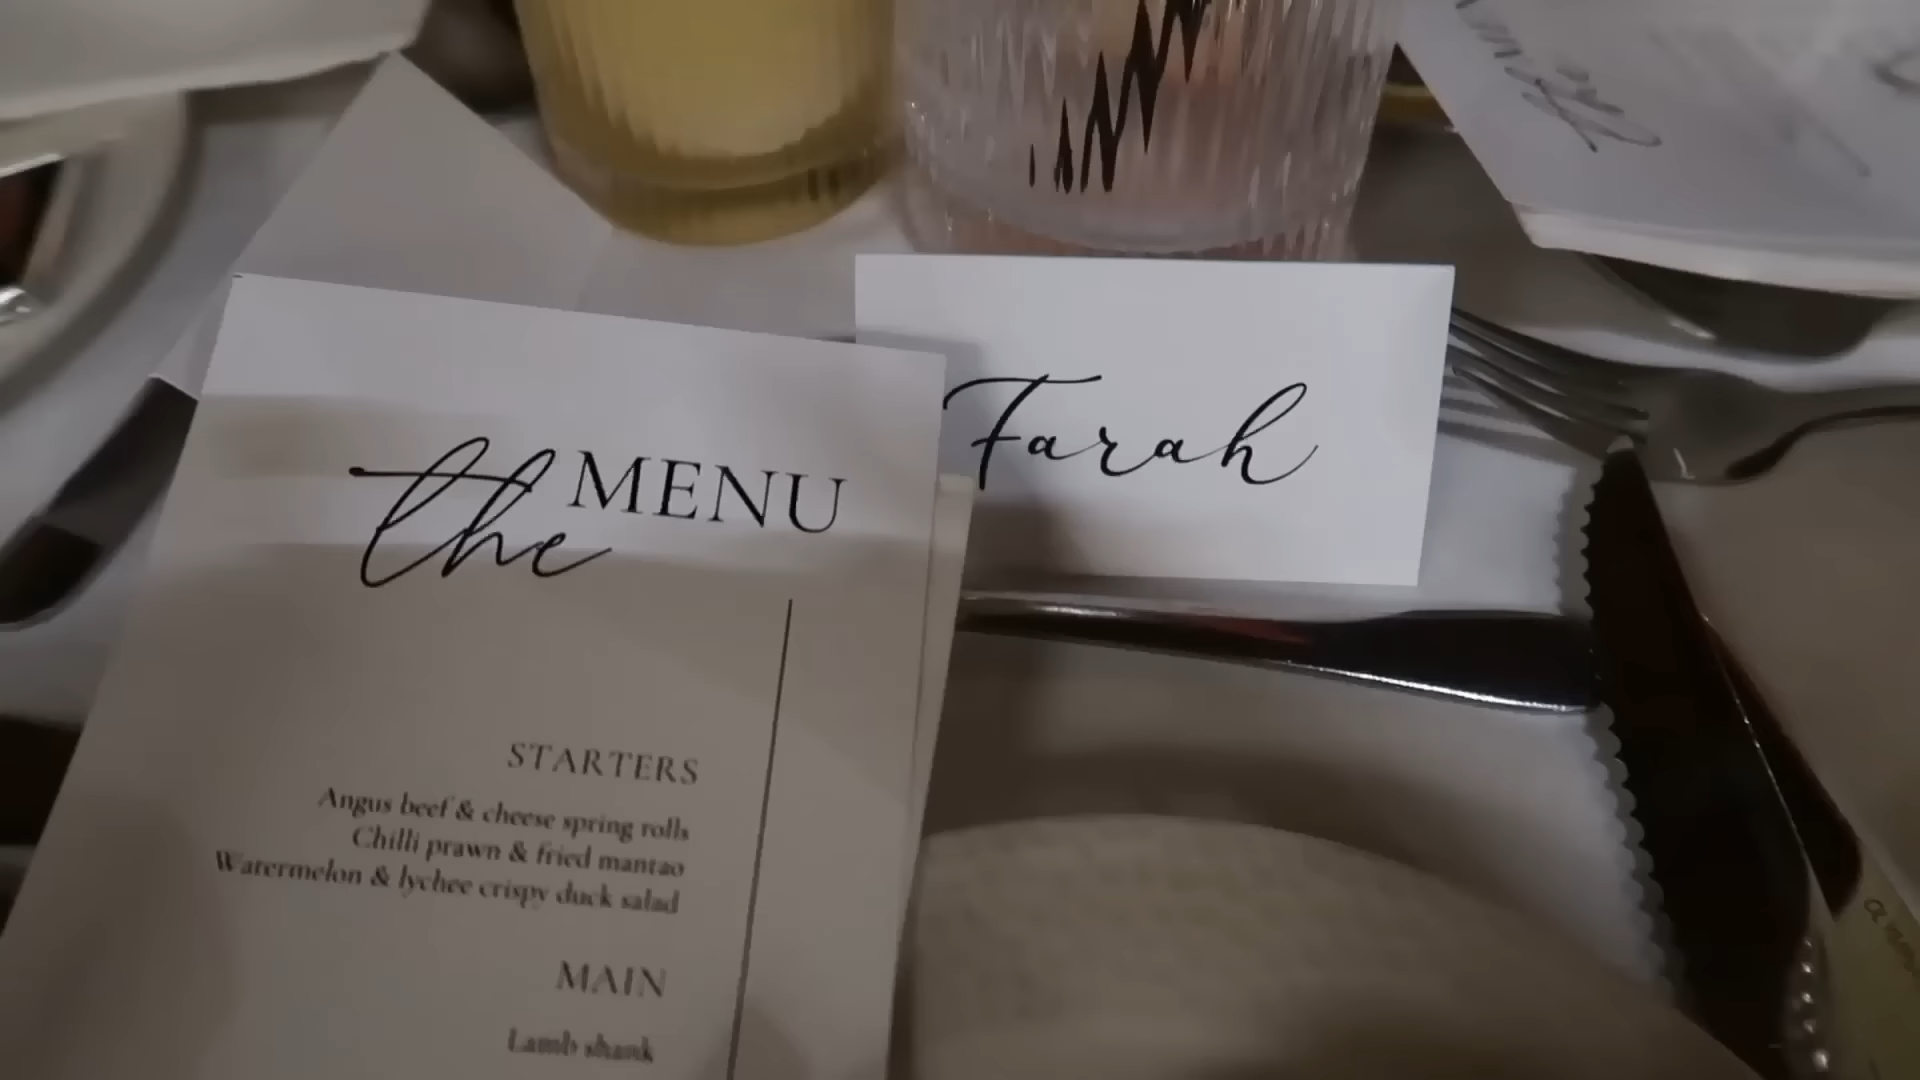 the MENU
STARTERS
Angus beef & cheese spring rolls
Chilli prawn & fried mantao
Watermelon & lychee crispy duck salad
MAIN
Lamb shank
Farah